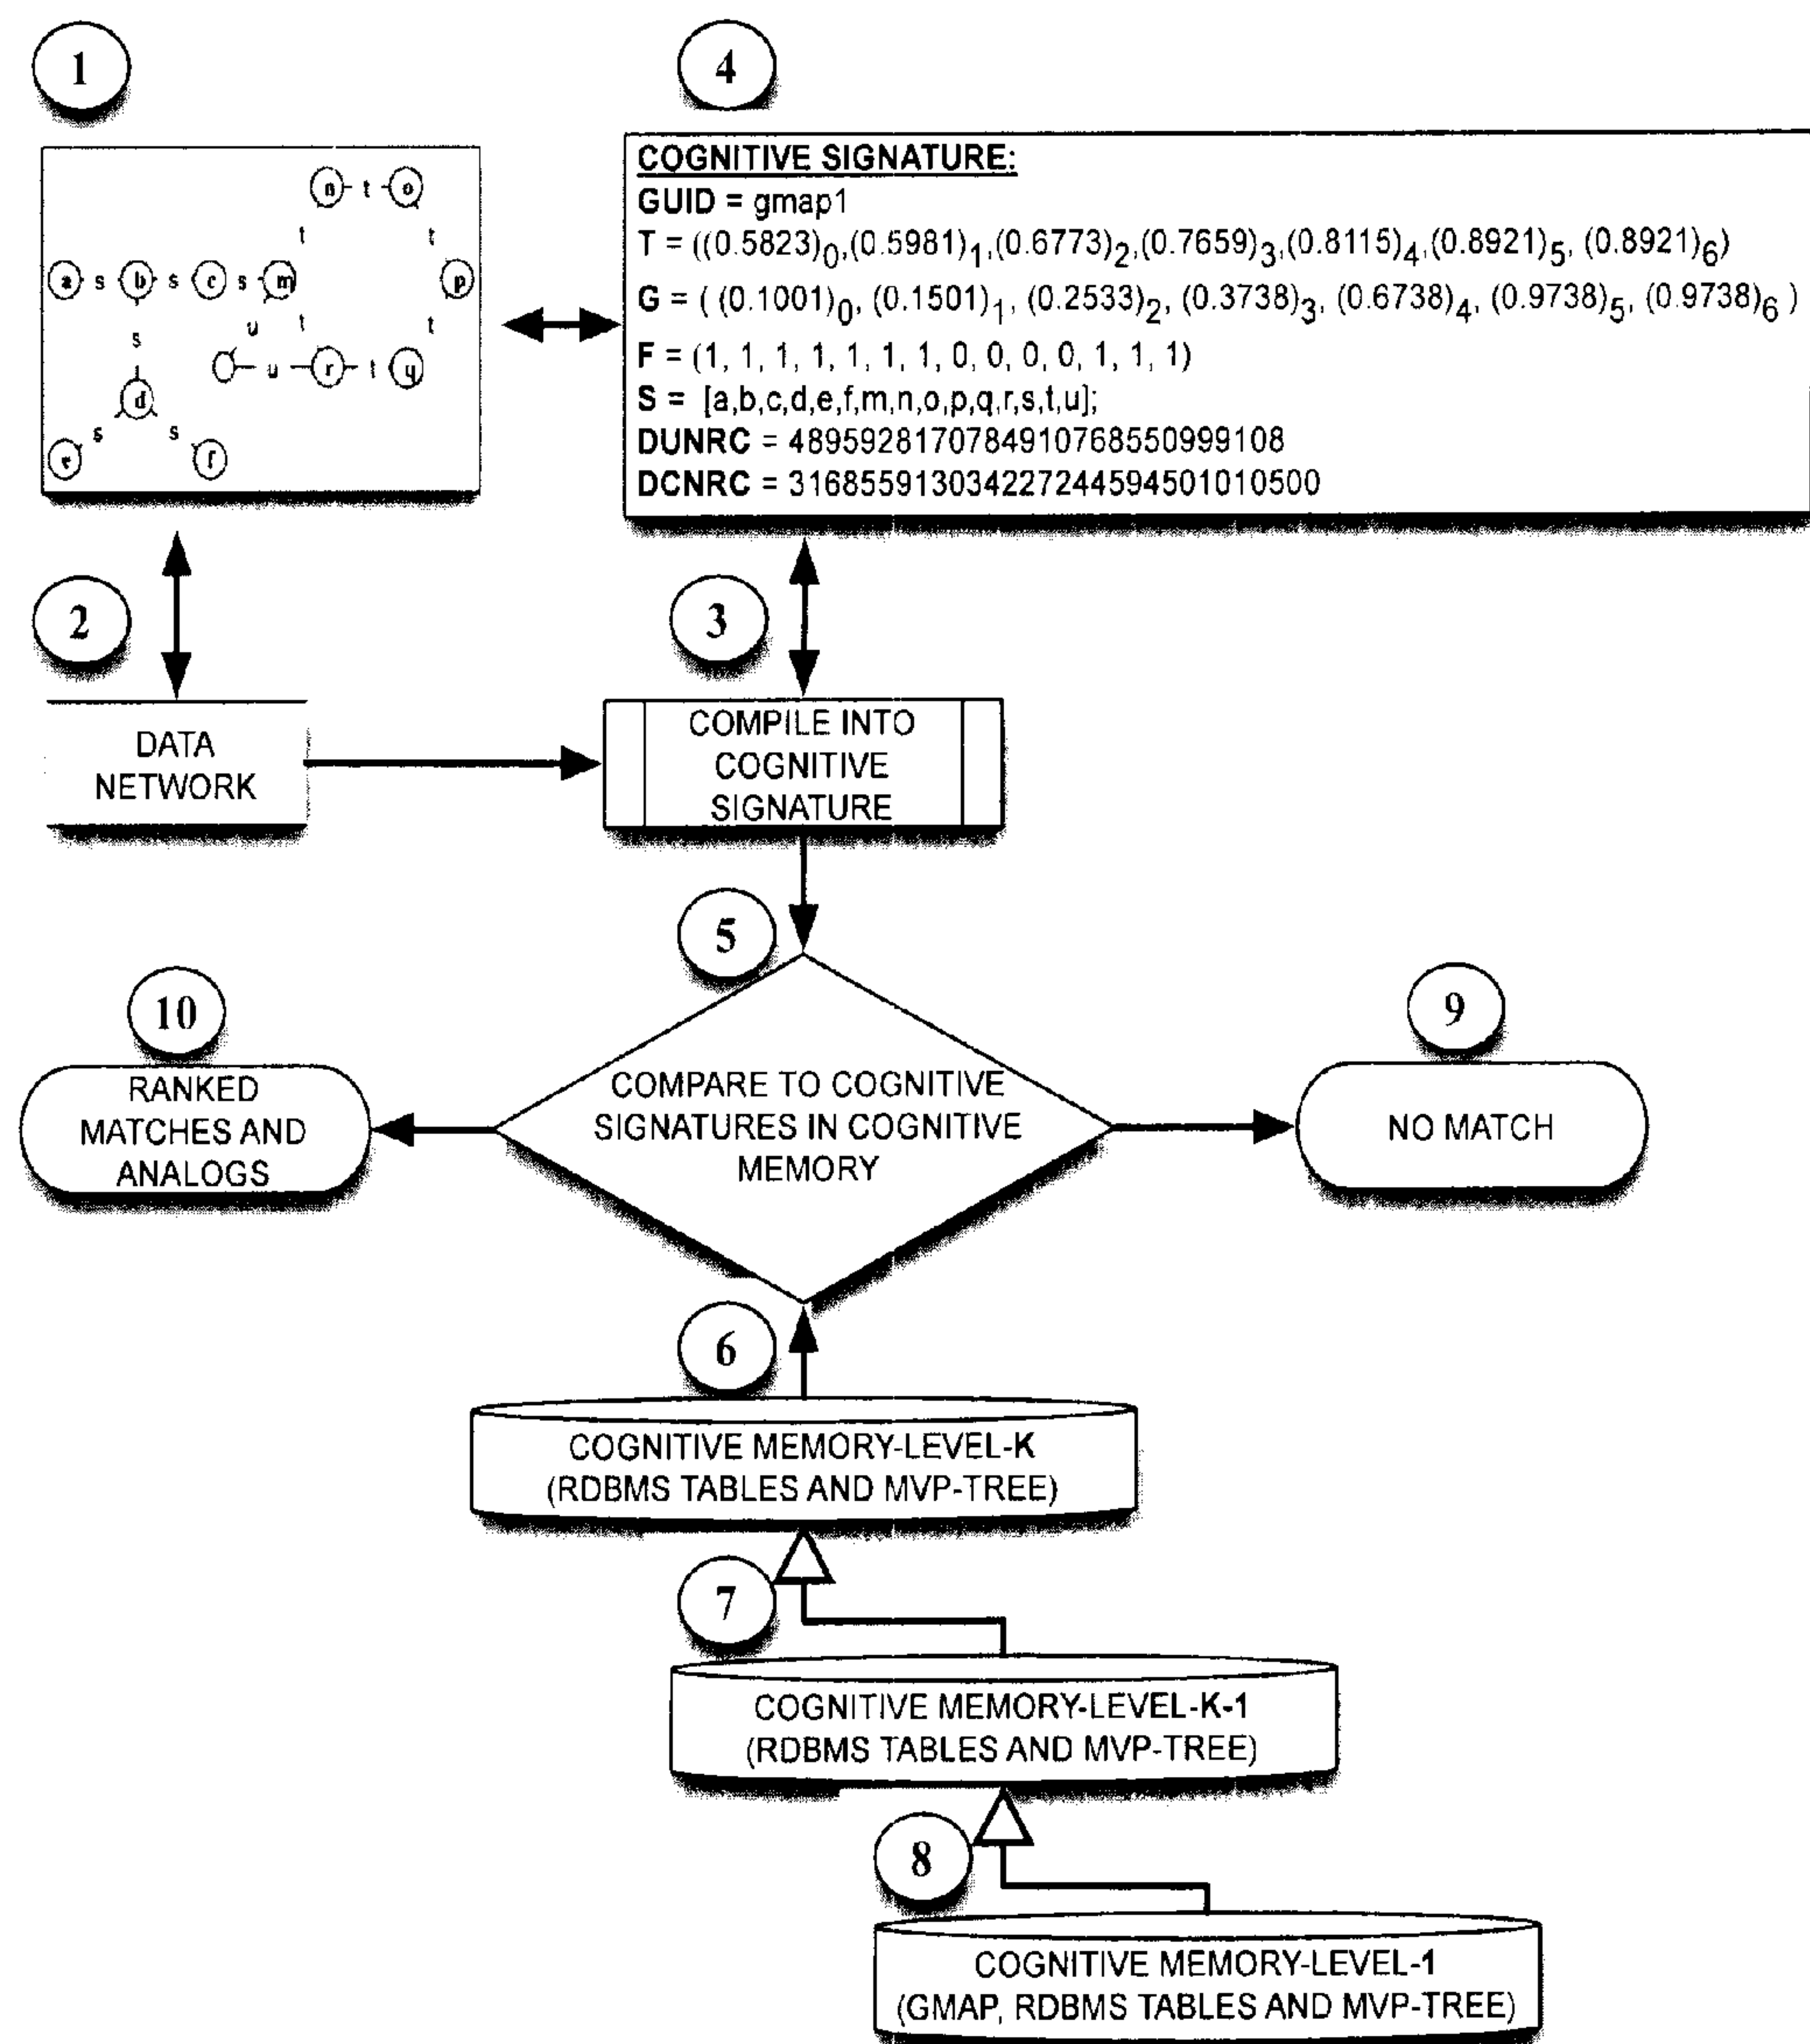 1
4
n t o
t t
a s b s c s m p
s u t t
u r t q
d
s s
e f
COGNITIVE SIGNATURE:
GUID = gmap1
T = ((0.5823)0,(0.5981)1,(0.6773)2,(0.7659)3,(0.8115)4,(0.8921)5, (0.8921)6)
G = ( (0.1001)0, (0.1501)1, (0.2533)2, (0.3738)3, (0.6738)4, (0.9738)5, (0.9738)6 )
F = (1, 1, 1, 1, 1, 1, 1, 0, 0, 0, 0, 1, 1, 1)
S = [a,b,c,d,e,f,m,n,o,p,q,r,s,t,u];
DUNRC = 4895928170784910768550999108
DCNRC = 3168559130342272445945010105​00
2
3
DATA
NETWORK
COMPILE INTO
COGNITIVE
SIGNATURE
5
10
9
RANKED
MATCHES AND
ANALOGS
COMPARE TO COGNITIVE
SIGNATURES IN COGNITIVE
MEMORY
NO MATCH
6
COGNITIVE MEMORY-LEVEL-K
(RDBMS TABLES AND MVP-TREE)
7
COGNITIVE MEMORY-LEVEL-K-1
(RDBMS TABLES AND MVP-TREE)
8
COGNITIVE MEMORY-LEVEL-1
(GMAP, RDBMS TABLES AND MVP-TREE)